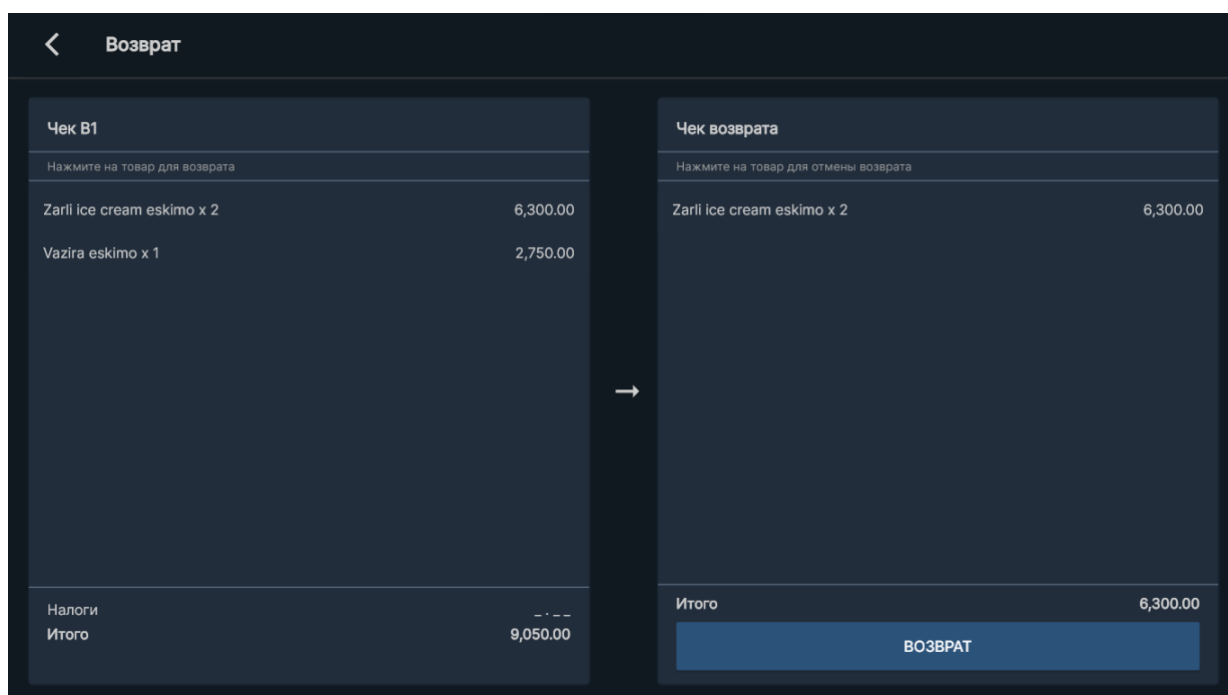 Возврат
Чек B1
Нажмите на товар для возврата
Zarli ice cream eskimo x 2 6,300.00
Vazira eskimo x 1 2,750.00
Налоги _._ _
Итого 9,050.00
Чек возврата
Нажмите на товар для отмены возврата
Zarli ice cream eskimo x 2 6,300.00
Итого 6,300.00
ВОЗВРАТ